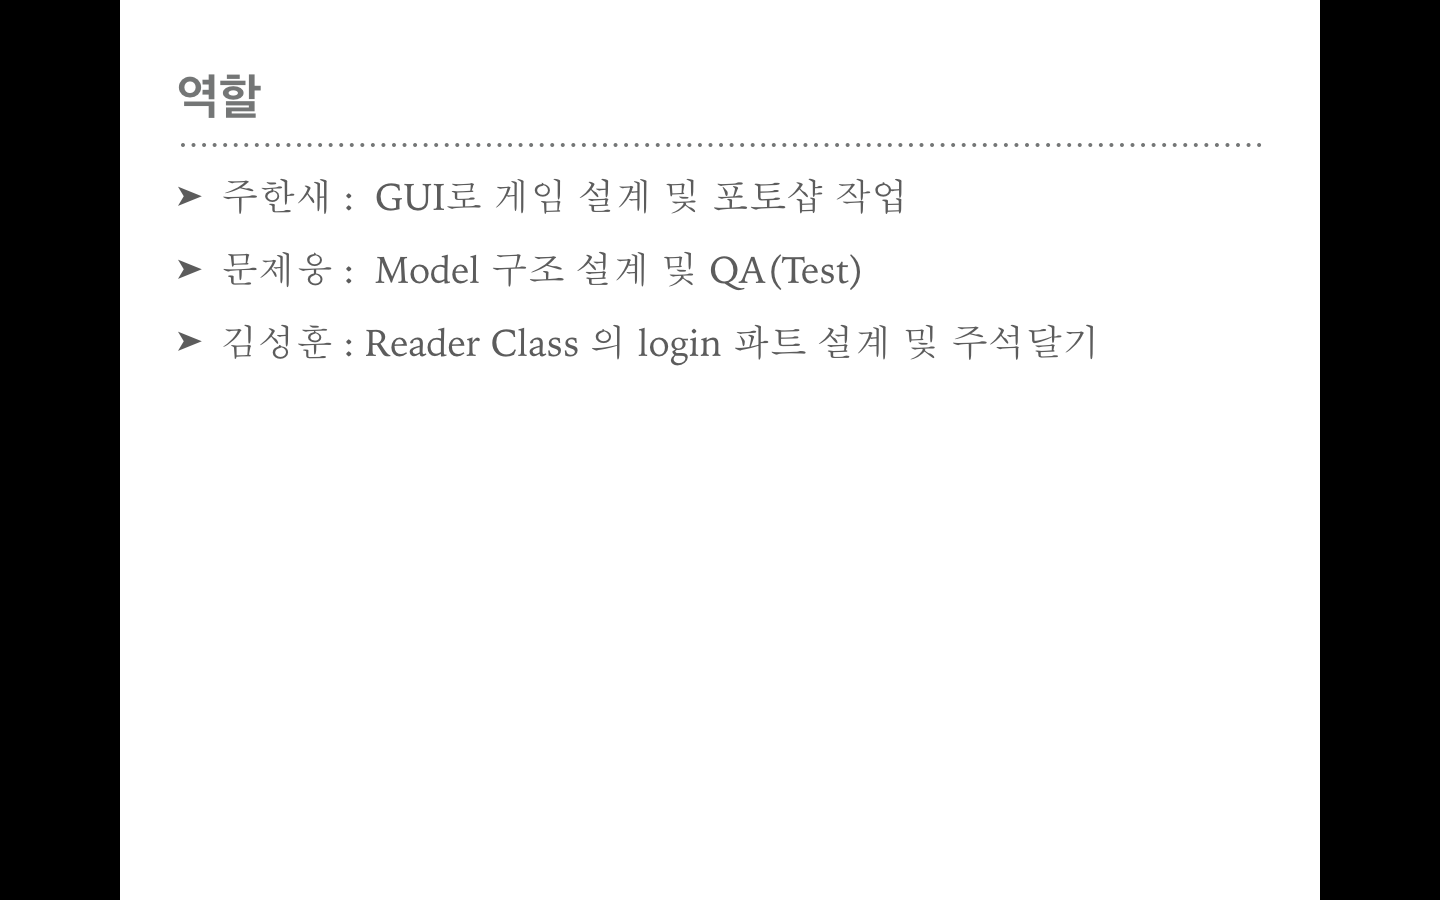 역할
➤ 주한새 : GUI로 게임 설계 및 포토샵 작업
➤ 문제웅 : Model 구조 설계 및 QA(Test)
➤ 김성훈 : Reader Class 의 login 파트 설계 및 주석달기